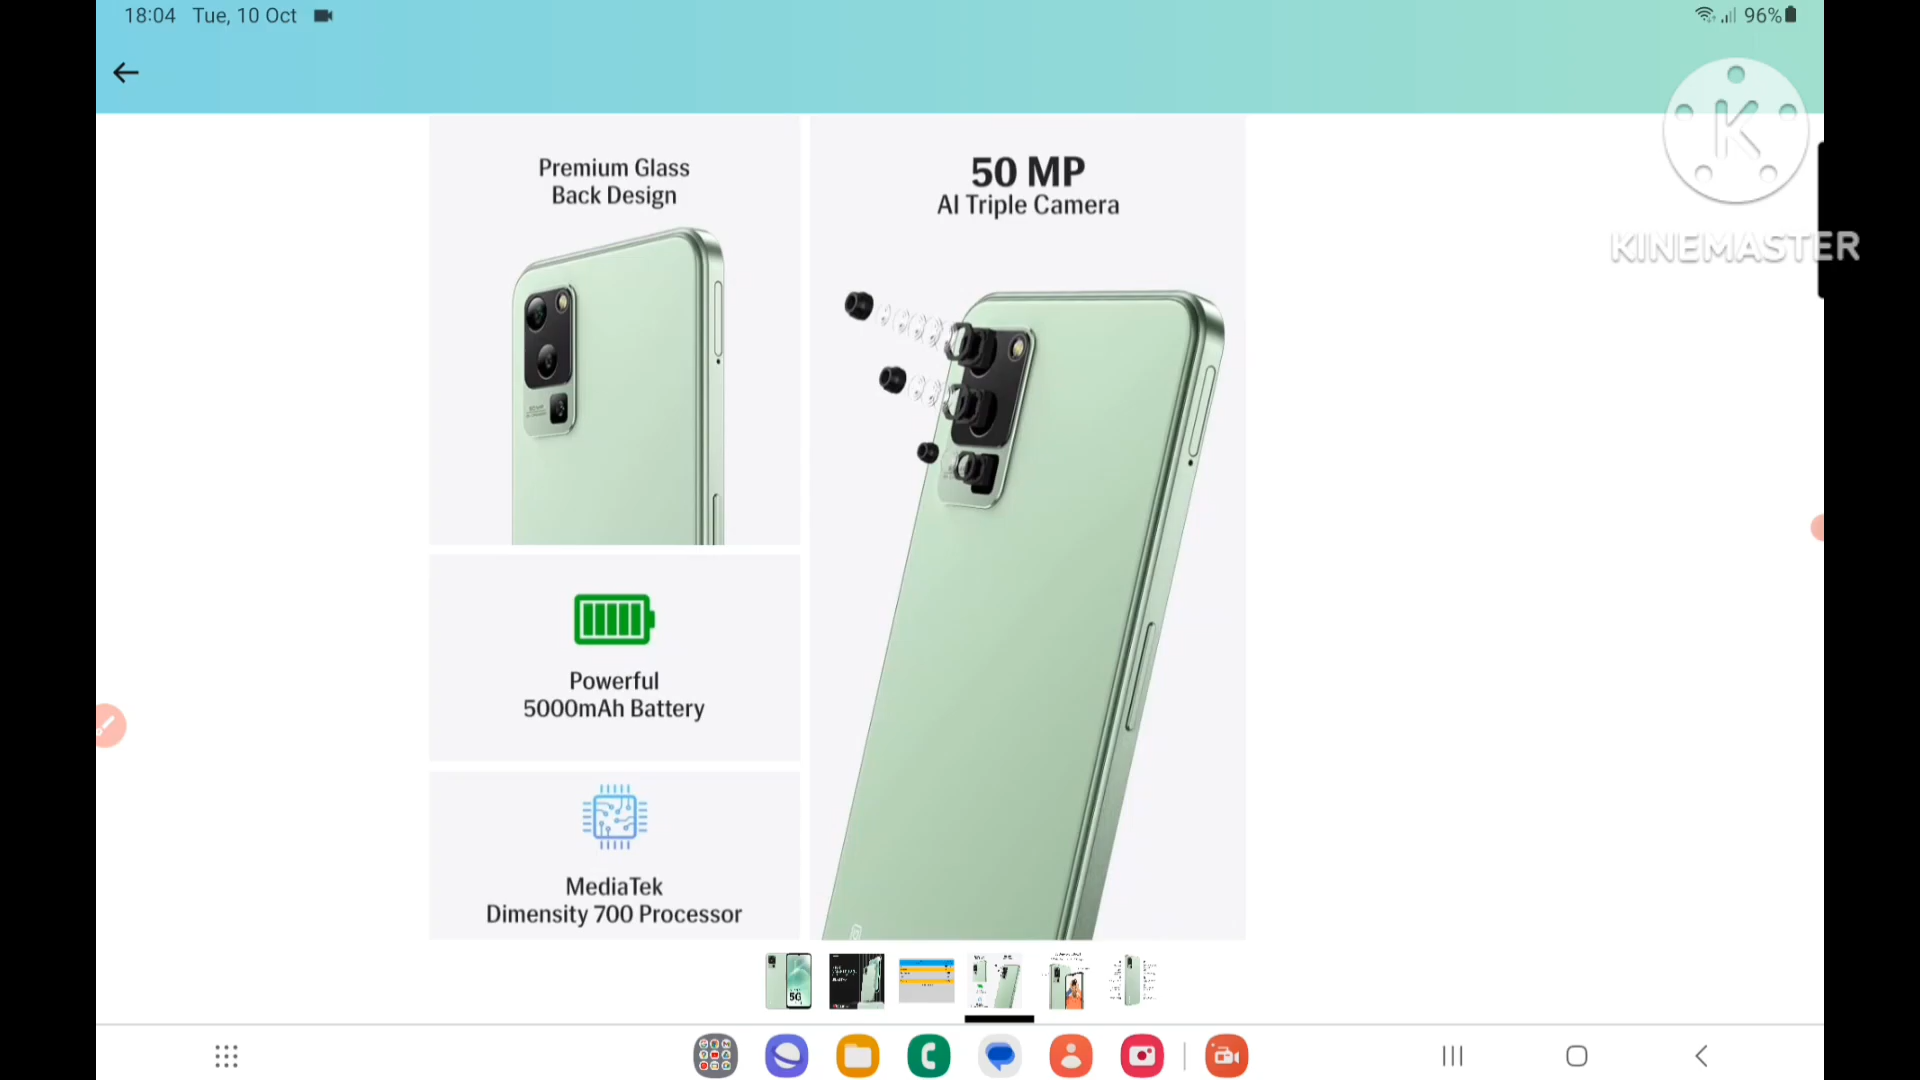 18:04 Tue, 10 Oct
96%
K
KINEMASTER
Premium Glass
Back Design
50 MP
AI Triple Camera
Powerful
5000mAh Battery
MediaTek
Dimensity 700 Processor
5G